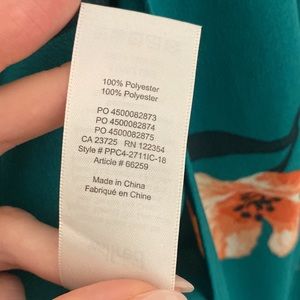 100% Polyester
100% Polyester
PO 4500082873
PO 4500082874
PO 4500082875
CA 23725 RN 122354
Style # PPC4-2711IC-18
Article # 66259
Made in China
Fabriqué en Chine